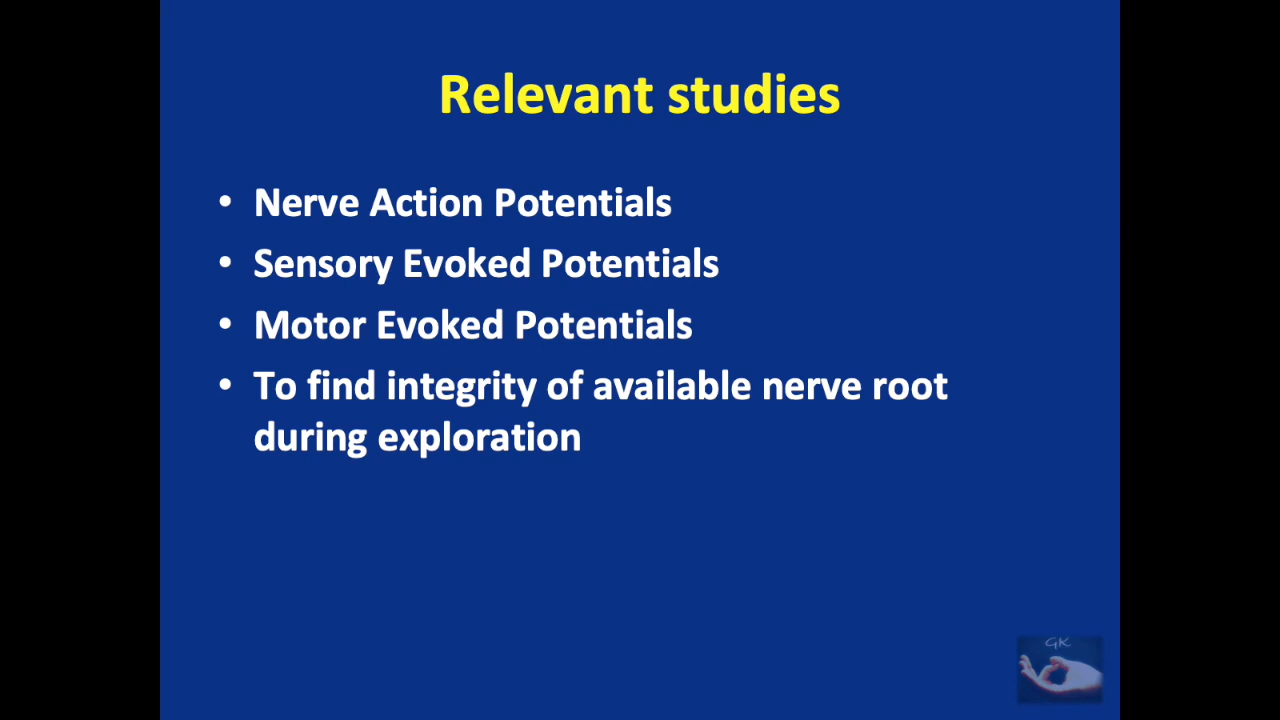 Relevant studies
• Nerve Action Potentials
• Sensory Evoked Potentials
• Motor Evoked Potentials
• To find integrity of available nerve root
during exploration
GK